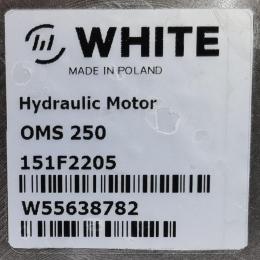 WHITE
MADE IN POLAND
Hydraulic Motor
OMS 250
151F2205
W55638782